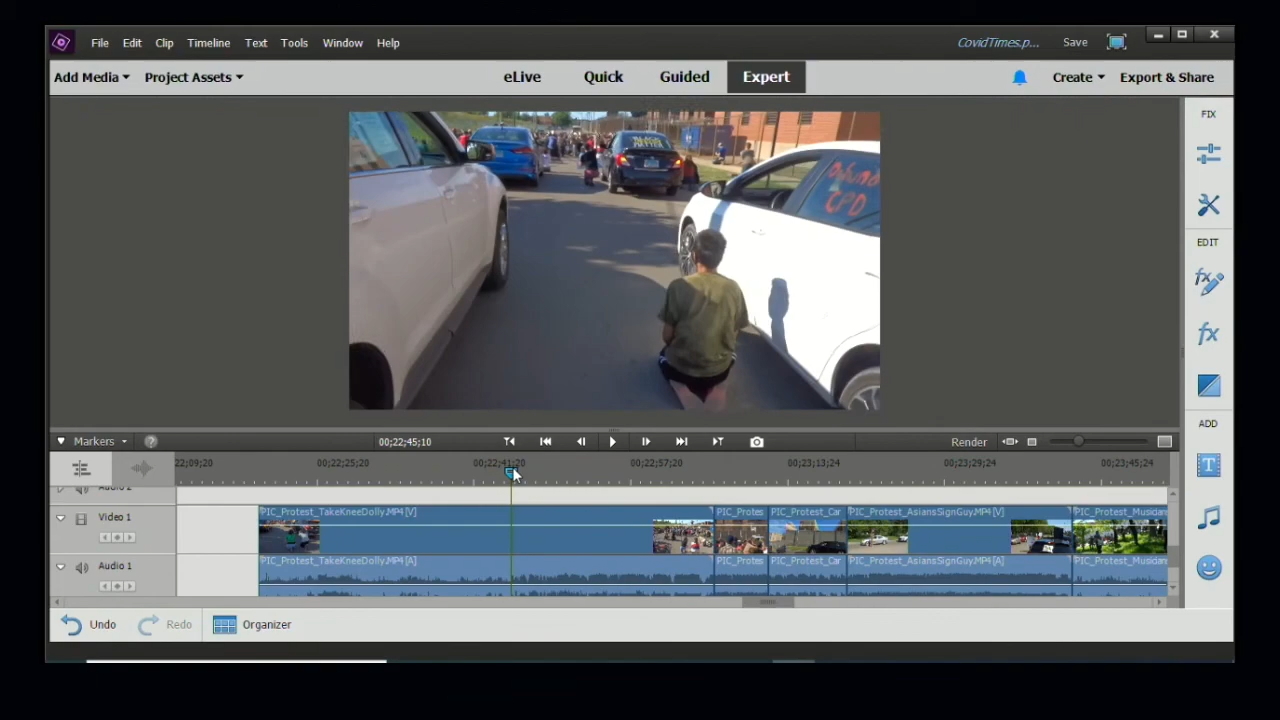 File Edit Clip Timeline Text Tools Window Help CovidTimes.p... Save
Add Media Project Assets eLive Quick Guided Expert Create Export & Share
FIX
CPD
EDIT
ADD
Markers ? 00;22;45;10 Render
22;09;20 00;22;25;20 00;22;41;20 00;22;57;20 00;23;13;24 00;23;29;24 00;23;45;24
Audio 2
Video 1 PIC_Protest_TakeKneeDolly.MP4 [V] PIC_Protes PIC_Protest_Car PIC_Protest_AsiansSignGuy.MP4 [V] PIC_Protest_Musician
Audio 1 PIC_Protest_TakeKneeDolly.MP4 [A] PIC_Protes PIC_Protest_Car PIC_Protest_AsiansSignGuy.MP4 [A] PIC_Protest_Musician
Undo Redo Organizer